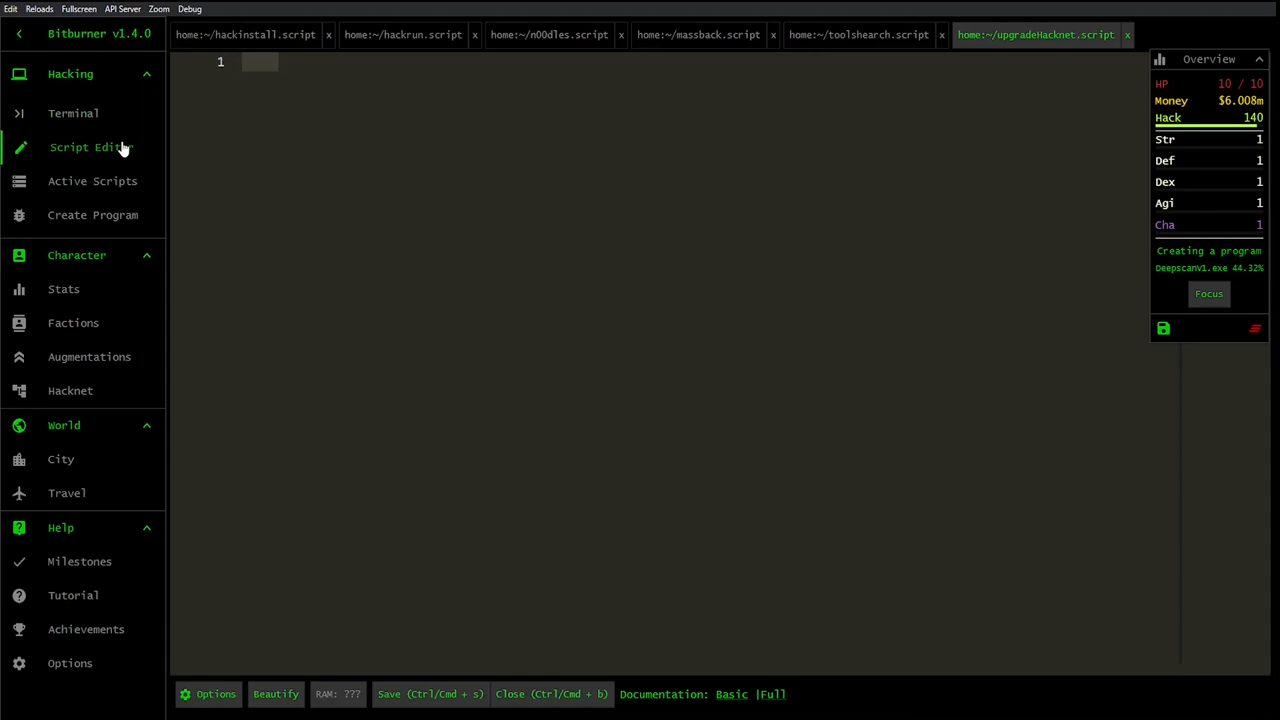 Edit Reloads Fullscreen API Server Zoom Debug
Bitburner v1.4.0
home:~/hackinstall.script x home:~/hackrun.script x home:~/n00dles.script x home:~/massback.script x home:~/toolshearch.script x home:~/upgradeHacknet.script x
1
Hacking
Terminal
Script Editor
Active Scripts
Create Program
Character
Stats
Factions
Augmentations
Hacknet
World
City
Travel
Help
Milestones
Tutorial
Achievements
Options
Overview
HP 10 / 10
Money $6.008m
Hack 140
Str 1
Def 1
Dex 1
Agi 1
Cha 1
Creating a program
DeepscanV1.exe 44.32%
Focus
Options Beautify RAM: ??? Save (Ctrl/Cmd + s) Close (Ctrl/Cmd + b) Documentation: Basic |Full